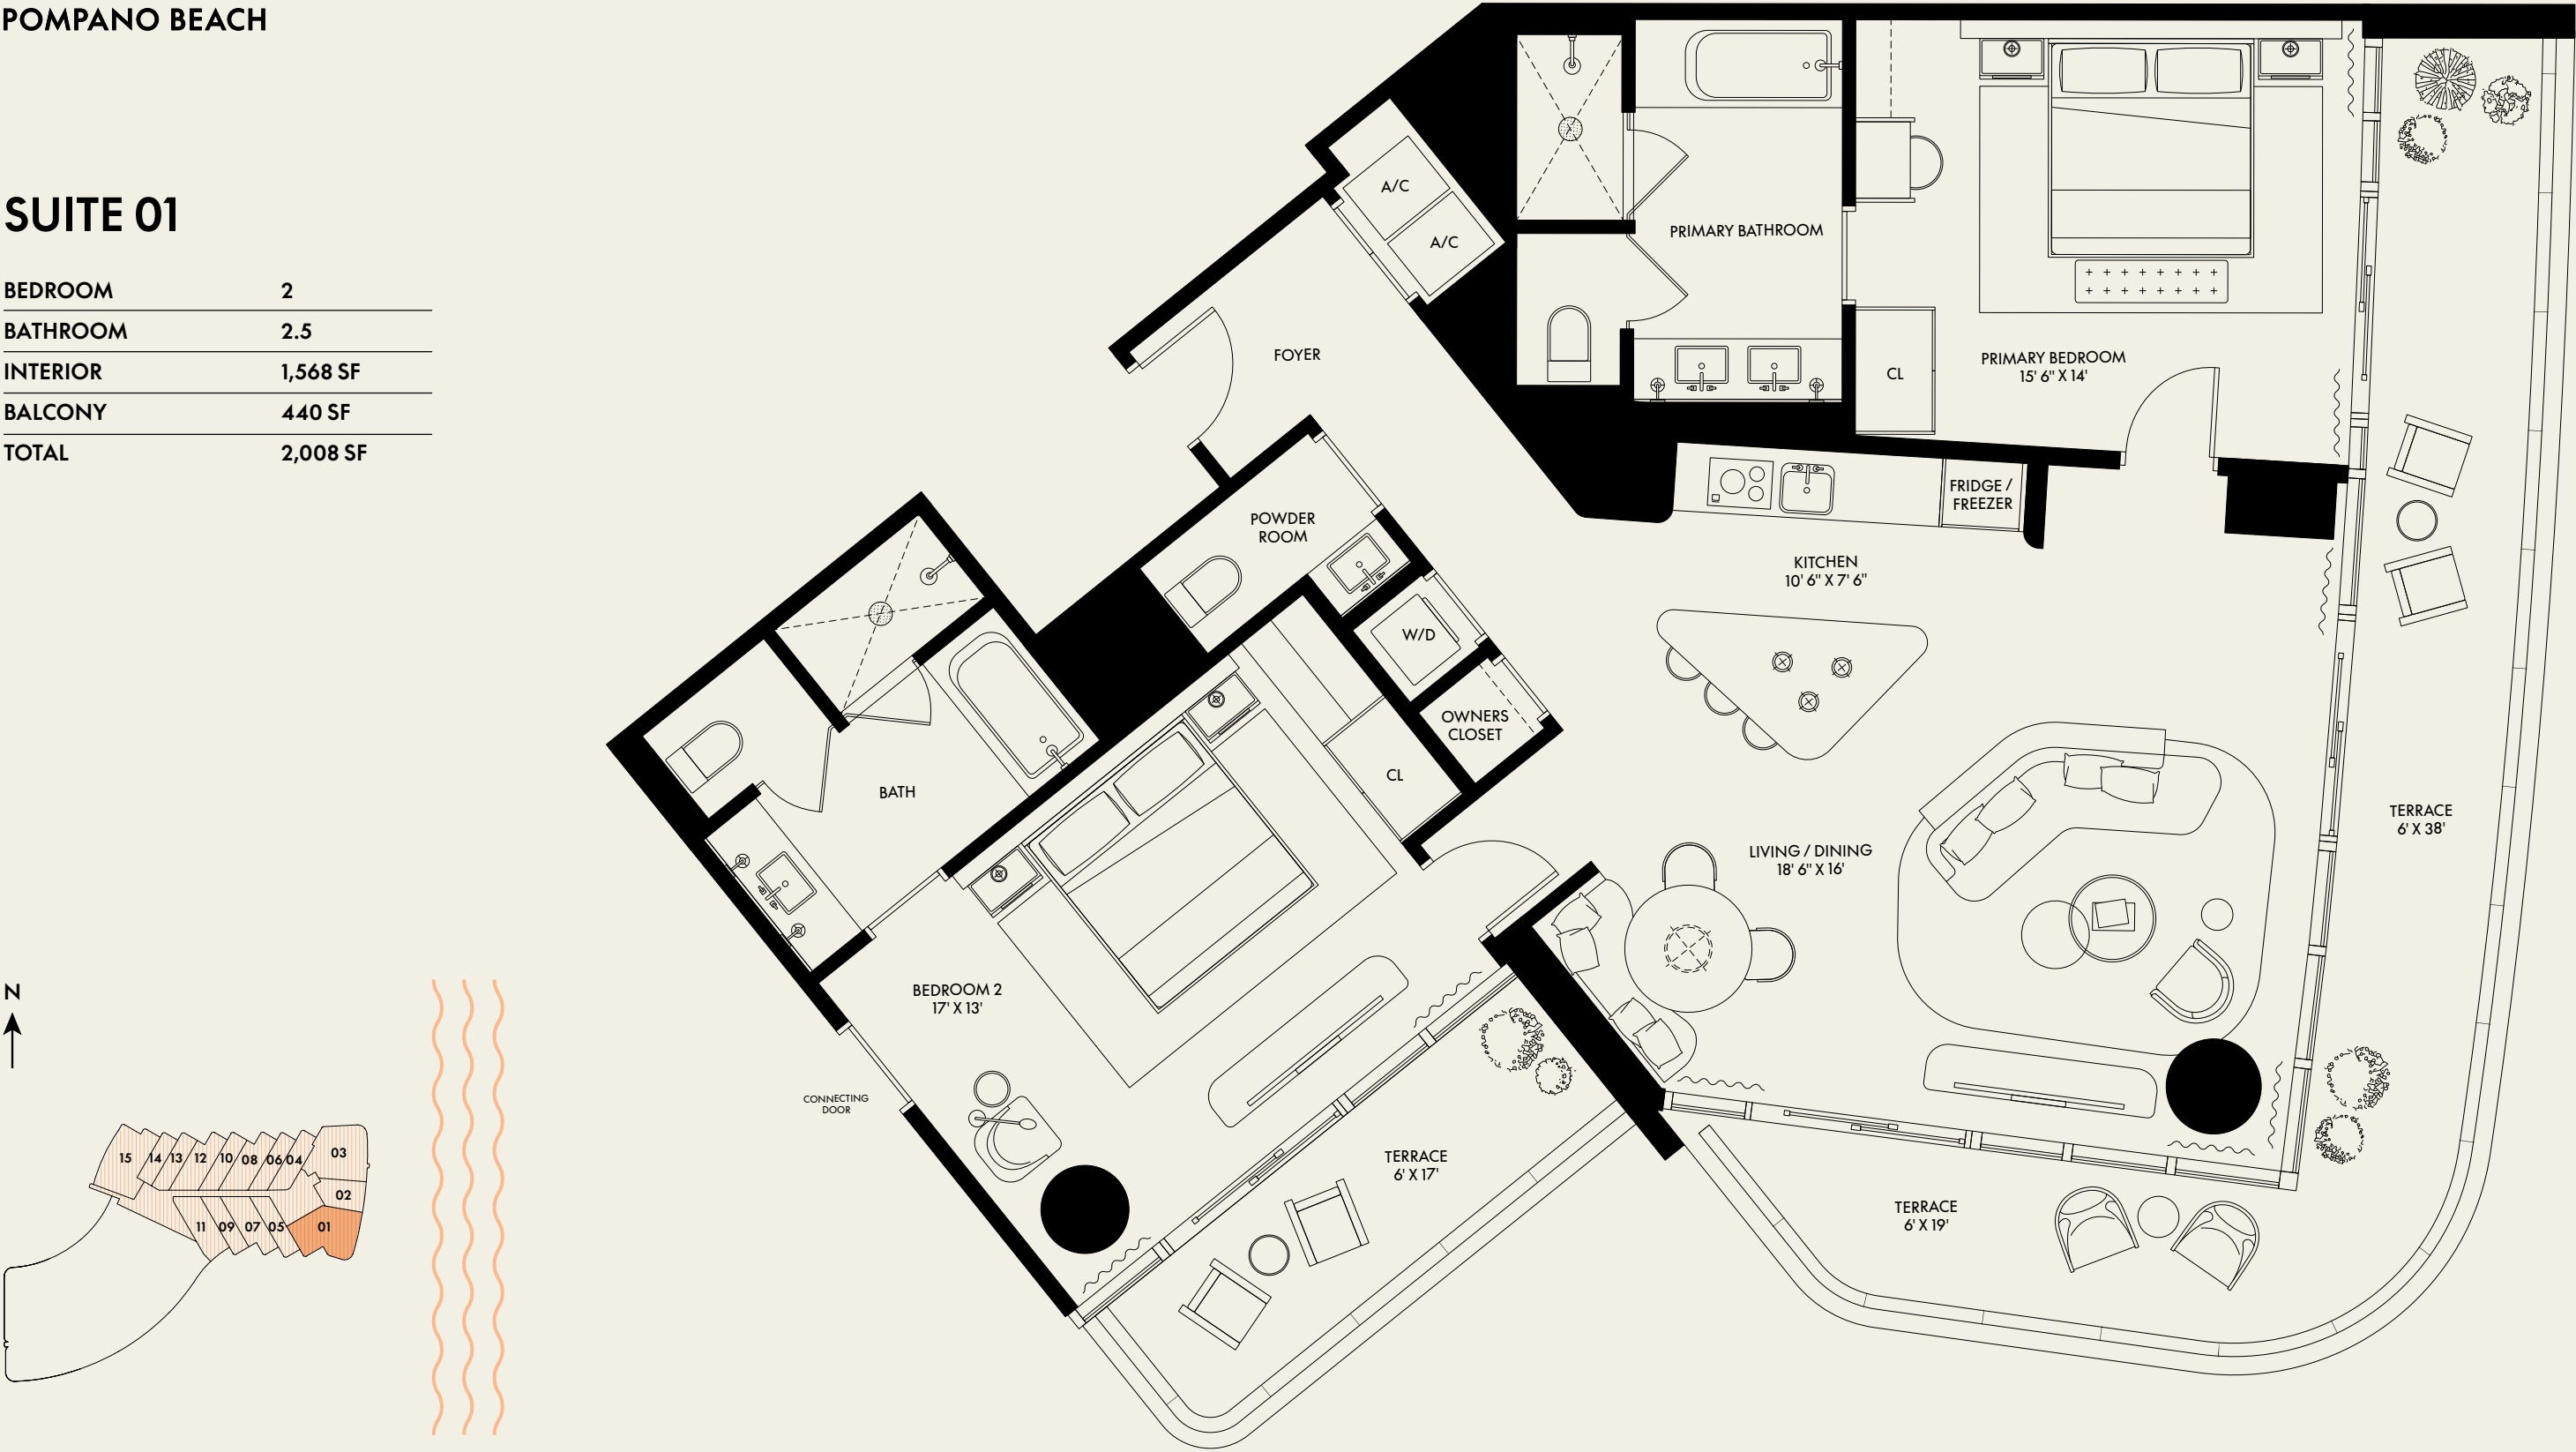 POMPANO BEACH
SUITE 01
BEDROOM 2
BATHROOM 2.5
INTERIOR 1,568 SF
BALCONY 440 SF
TOTAL 2,008 SF
A/C
A/C
PRIMARY BATHROOM
FOYER
CL
PRIMARY BEDROOM
15' 6" X 14'
FRIDGE /
FREEZER
POWDER
ROOM
KITCHEN
10' 6" X 7' 6"
W/D
OWNERS
CLOSET
CL
BATH
TERRACE
6' X 38'
LIVING / DINING
18' 6" X 16'
BEDROOM 2
17' X 13'
CONNECTING
DOOR
TERRACE
6' X 17'
TERRACE
6' X 19'
N
15 14 13 12 10 08 06 04 03
02
11 09 07 05 01